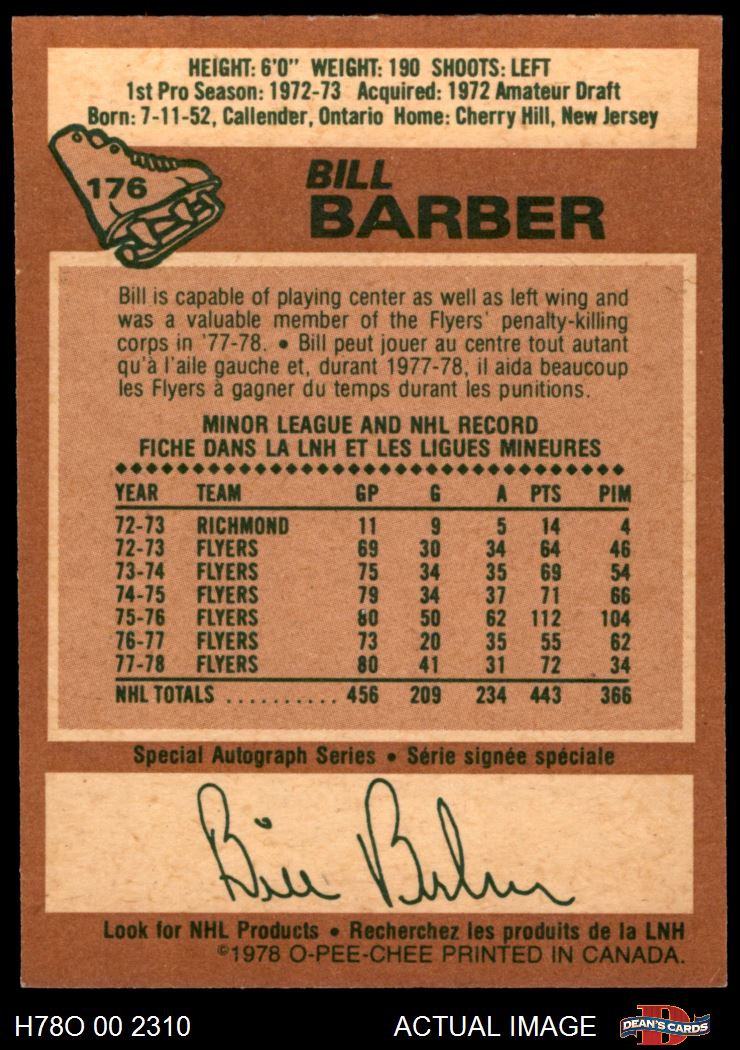 HEIGHT: 6'0" WEIGHT: 190 SHOOTS: LEFT
1st Pro Season: 1972-73 Acquired: 1972 Amateur Draft
Born: 7-11-52, Callender, Ontario Home: Cherry Hill, New Jersey
176
BILL
BARBER
Bill is capable of playing center as well as left wing and
was a valuable member of the Flyers' penalty-killing
corps in '77-78. • Bill peut jouer au centre tout autant
qu'à l'aile gauche et, durant 1977-78, il aida beaucoup
les Flyers à gagner du temps durant les punitions.
MINOR LEAGUE AND NHL RECORD
FICHE DANS LA LNH ET LES LIGUES MINEURES
YEAR TEAM GP G A PTS PIM
72-73 RICHMOND 11 9 5 14 4
72-73 FLYERS 69 30 34 64 46
73-74 FLYERS 75 34 35 69 54
74-75 FLYERS 79 34 37 71 66
75-76 FLYERS 80 50 62 112 104
76-77 FLYERS 73 20 35 55 62
77-78 FLYERS 80 41 31 72 34
NHL TOTALS .......... 456 209 234 443 366
Special Autograph Series • Série signée spéciale
Bill Barber
Look for NHL Products • Recherchez les produits de la LNH
©1978 O-PEE-CHEE PRINTED IN CANADA.
H78O 00 2310 ACTUAL IMAGE DEAN'S CARDS